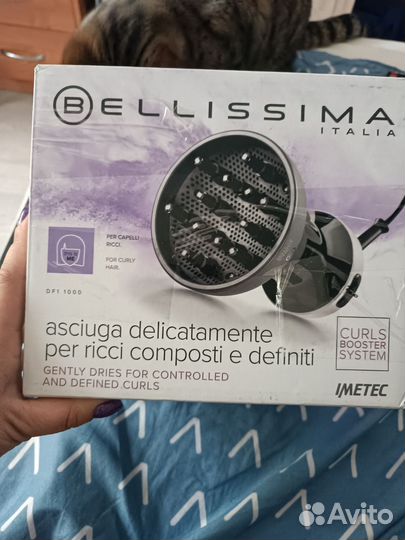 BELLISSIMA
ITALIA
PER CAPELLI
RICCI.
FOR CURLY
HAIR.
DFI 1000
asciuga delicatamente
per ricci composti e definiti
GENTLY DRIES FOR CONTROLLED
AND DEFINED CURLS
CURLS
BOOSTER
SYSTEM
IMETEC
Avito